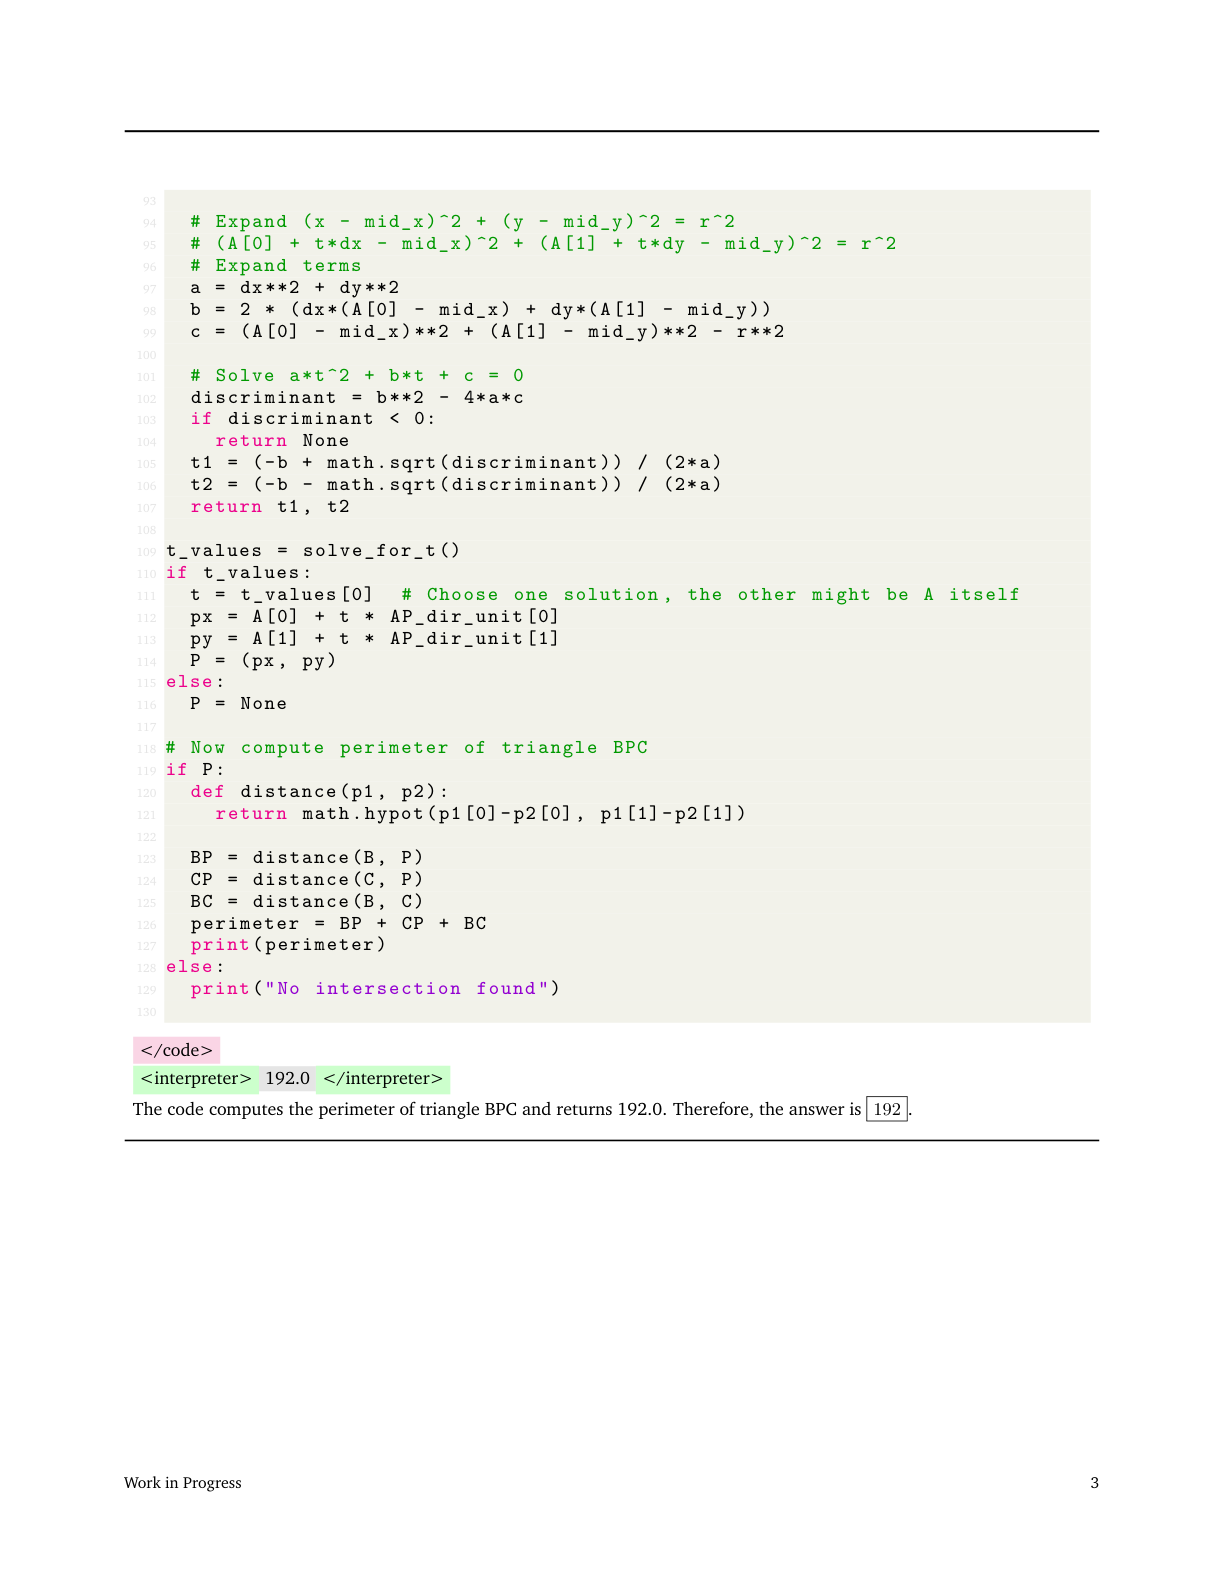 93
94   # Expand (x - mid_x)^2 + (y - mid_y)^2 = r^2
95   # (A[0] + t*dx - mid_x)^2 + (A[1] + t*dy - mid_y)^2 = r^2
96   # Expand terms
97   a = dx**2 + dy**2
98   b = 2 * (dx*(A[0] - mid_x) + dy*(A[1] - mid_y))
99   c = (A[0] - mid_x)**2 + (A[1] - mid_y)**2 - r**2
100
101   # Solve a*t^2 + b*t + c = 0
102   discriminant = b**2 - 4*a*c
103   if discriminant < 0:
104     return None
105   t1 = (-b + math.sqrt(discriminant)) / (2*a)
106   t2 = (-b - math.sqrt(discriminant)) / (2*a)
107   return t1, t2
108
109 t_values = solve_for_t()
110 if t_values:
111   t = t_values[0]  # Choose one solution, the other might be A itself
112   px = A[0] + t * AP_dir_unit[0]
113   py = A[1] + t * AP_dir_unit[1]
114   P = (px, py)
115 else:
116   P = None
117
118 # Now compute perimeter of triangle BPC
119 if P:
120   def distance(p1, p2):
121     return math.hypot(p1[0]-p2[0], p1[1]-p2[1])
122
123   BP = distance(B, P)
124   CP = distance(C, P)
125   BC = distance(B, C)
126   perimeter = BP + CP + BC
127   print(perimeter)
128 else:
129   print("No intersection found")
130
</code>
<interpreter> 192.0 </interpreter>
The code computes the perimeter of triangle BPC and returns 192.0. Therefore, the answer is 192.
Work in Progress 3